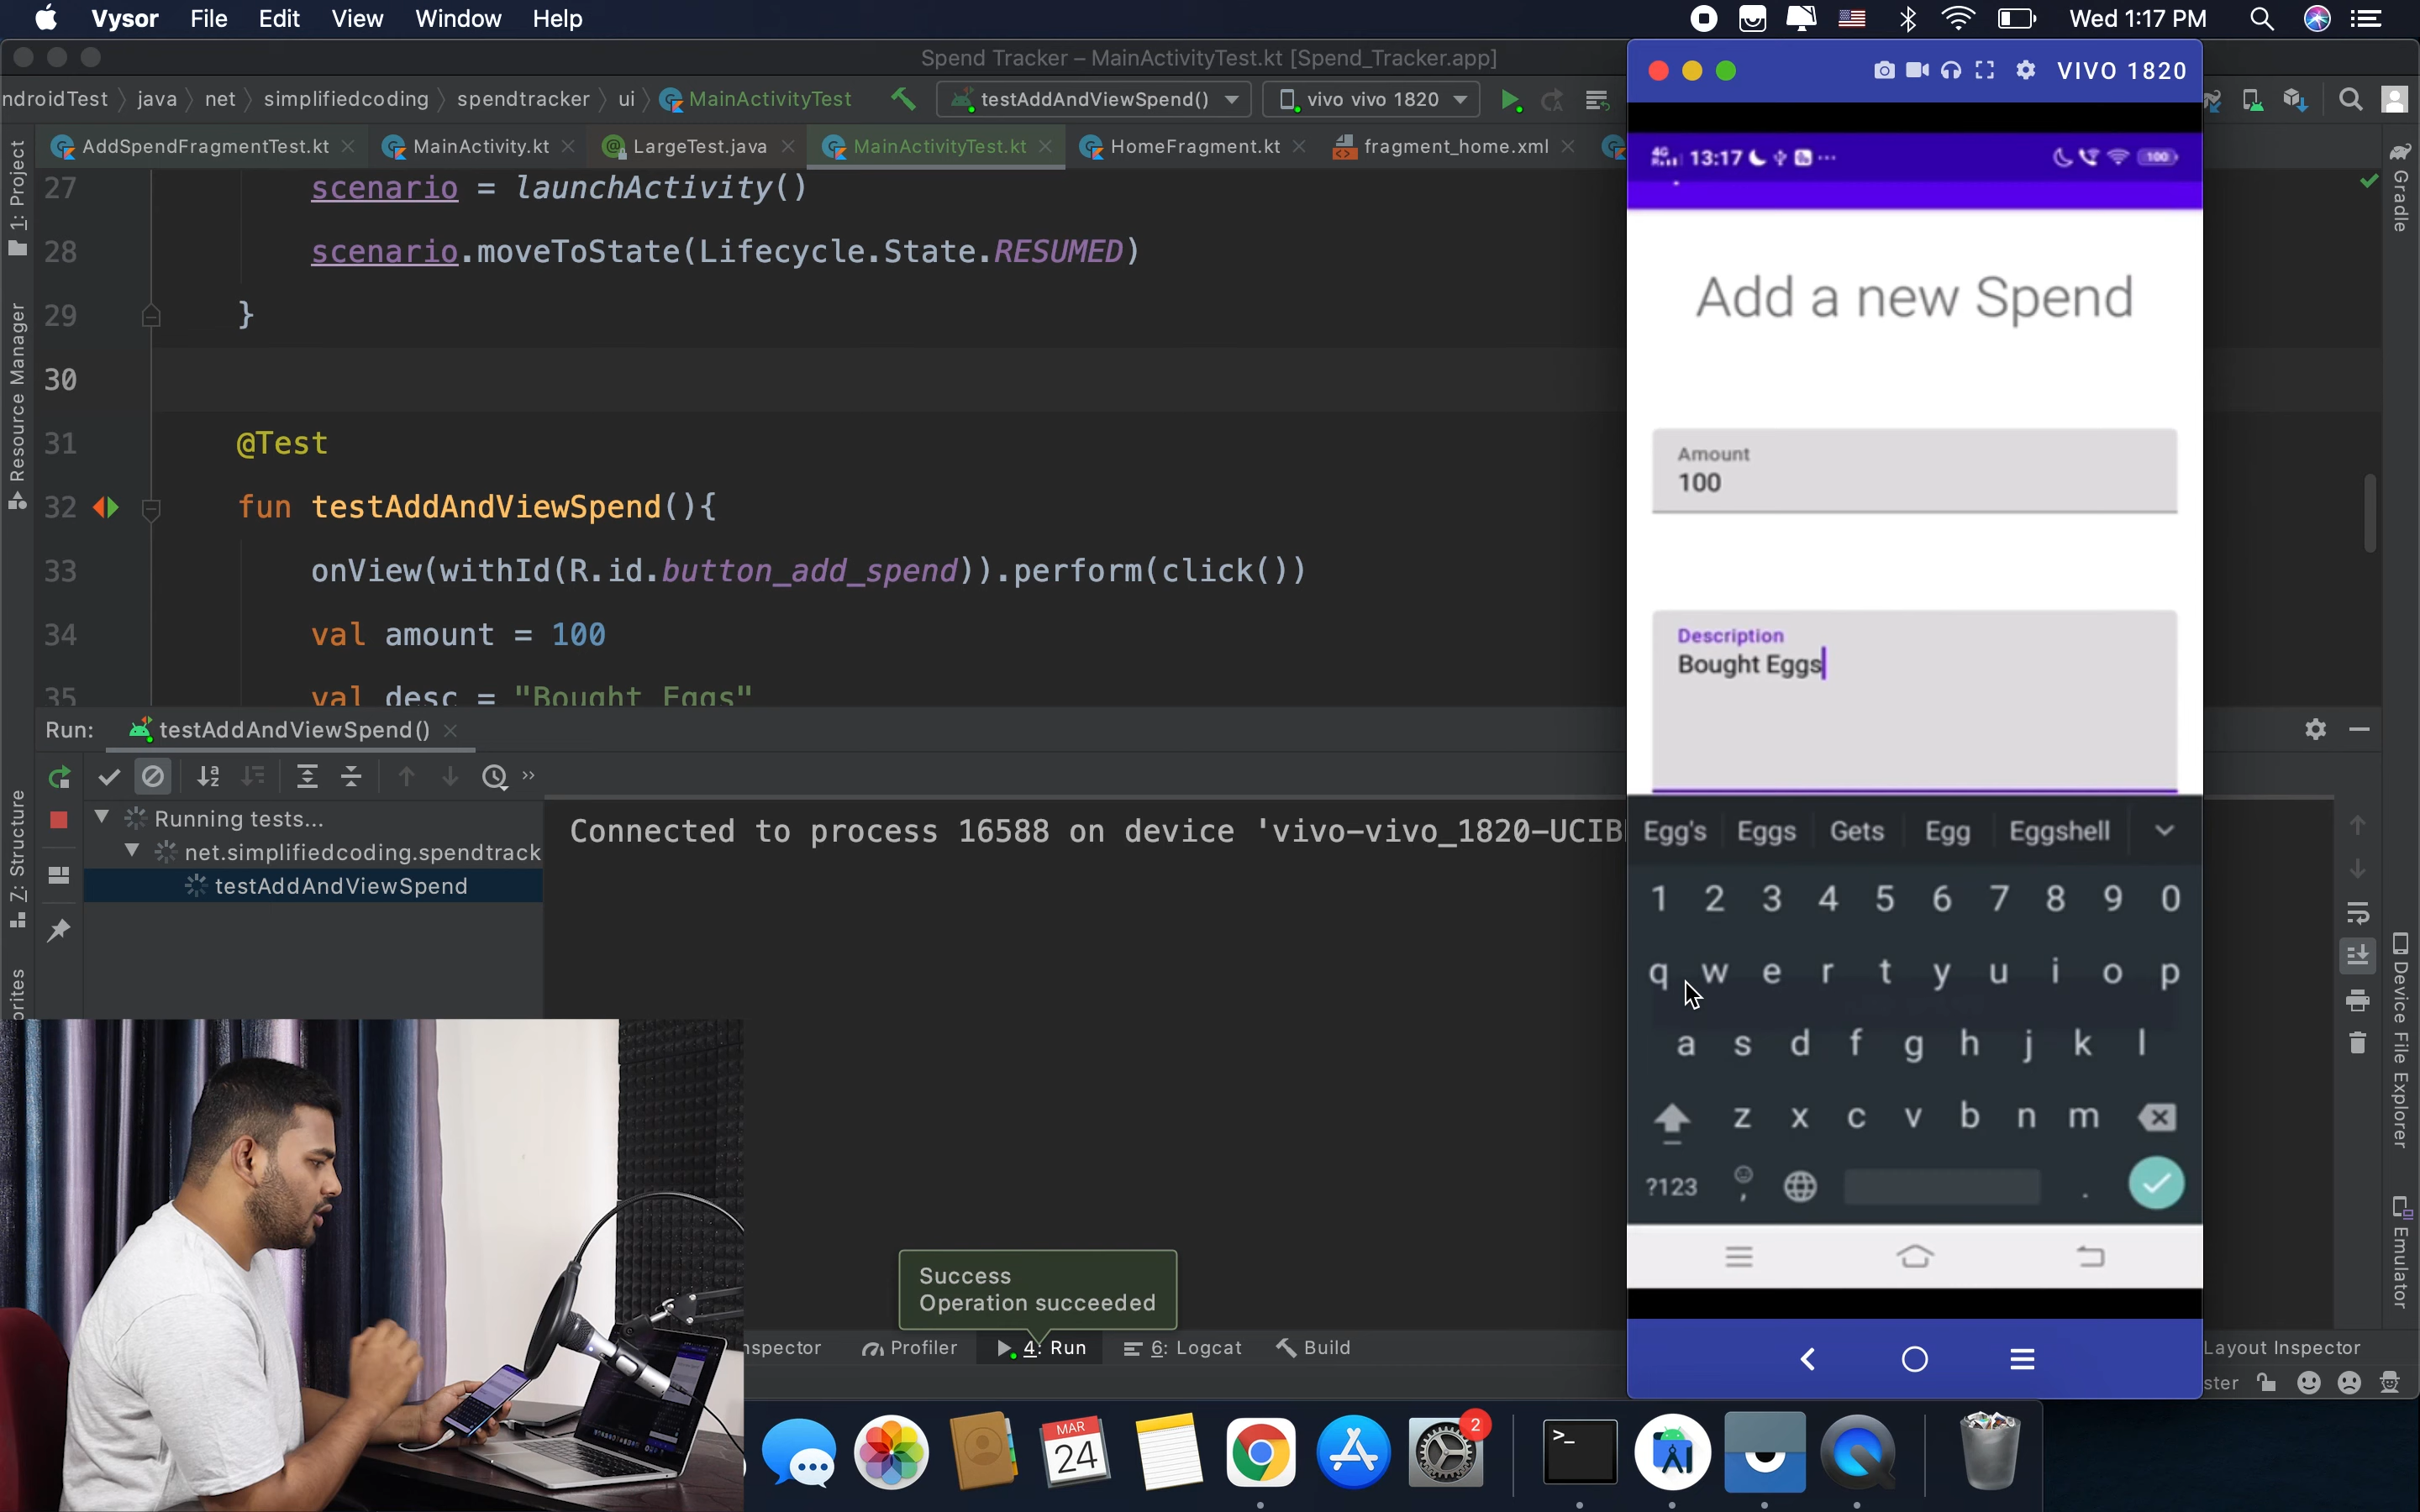 Vysor File Edit View Window Help
Wed 1:17 PM
Spend Tracker – MainActivityTest.kt [Spend_Tracker.app]
ndroidTest java net simplifiedcoding spendtracker ui MainActivityTest testAddAndViewSpend() vivo vivo 1820
AddSpendFragmentTest.kt MainActivity.kt LargeTest.java MainActivityTest.kt HomeFragment.kt fragment_home.xml
1: Project
Resource Manager
7: Structure
orites
27 scenario = launchActivity()
28 scenario.moveToState(Lifecycle.State.RESUMED)
29 }
30
31 @Test
32 fun testAddAndViewSpend(){
33 onView(withId(R.id.button_add_spend)).perform(click())
34 val amount = 100
35 val desc = "Bought Eggs"
Run: testAddAndViewSpend()
Running tests...
net.simplifiedcoding.spendtrack
testAddAndViewSpend
Connected to process 16588 on device 'vivo-vivo_1820-UCIB
Success
Operation succeeded
nspector Profiler 4: Run 6: Logcat Build
Layout Inspector
ster
Gradle
Device File Explorer
Emulator
VIVO 1820
4G 13:17 100
Add a new Spend
Amount
100
Description
Bought Eggs
Egg's Eggs Gets Egg Eggshell
1 2 3 4 5 6 7 8 9 0
q w e r t y u i o p
a s d f g h j k l
z x c v b n m
?123 , .
MAR
24
2
>_